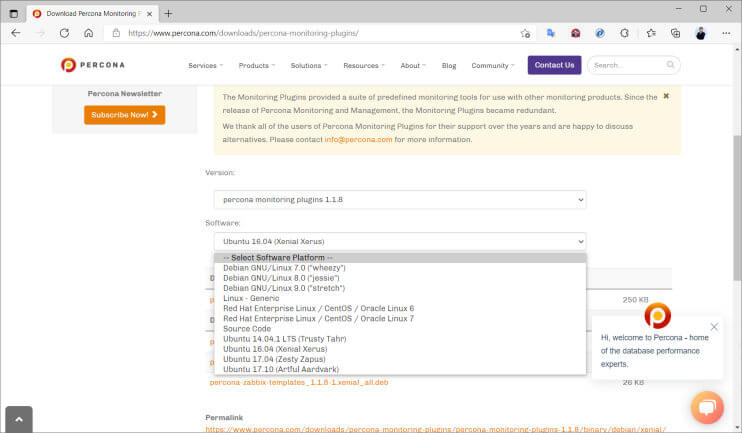 Download Percona Monitoring P
https://www.percona.com/downloads/percona-monitoring-plugins/
PERCONA
Services
Products
Solutions
Resources
About
Blog
Community
Contact Us
Search...
Percona Newsletter
Subscribe Now!
The Monitoring Plugins provided a suite of predefined monitoring tools for use with other monitoring products. Since the
release of Percona Monitoring and Management, the Monitoring Plugins became redundant.
We thank all of the users of Percona Monitoring Plugins for their support over the years and are happy to discuss
alternatives. Please contact info@percona.com for more information.
Version:
percona monitoring plugins 1.1.8
Software:
Ubuntu 16.04 (Xenial Xerus)
-- Select Software Platform --
Debian GNU/Linux 7.0 ("wheezy")
Debian GNU/Linux 8.0 ("jessie")
Debian GNU/Linux 9.0 ("stretch")
Linux - Generic
Red Hat Enterprise Linux / CentOS / Oracle Linux 6
Red Hat Enterprise Linux / CentOS / Oracle Linux 7
Source Code
Ubuntu 14.04.1 LTS (Trusty Tahr)
Ubuntu 16.04 (Xenial Xerus)
Ubuntu 17.04 (Zesty Zapus)
Ubuntu 17.10 (Artful Aardvark)
250 KB
Hi, welcome to Percona - home
of the database performance
experts.
percona-zabbix-templates_1.1.8-1.xenial_all.deb
26 KB
Permalink
https://www.percona.com/downloads/percona-monitoring-plugins/percona-monitoring-plugins-1.1.8/binary/debian/xenial/